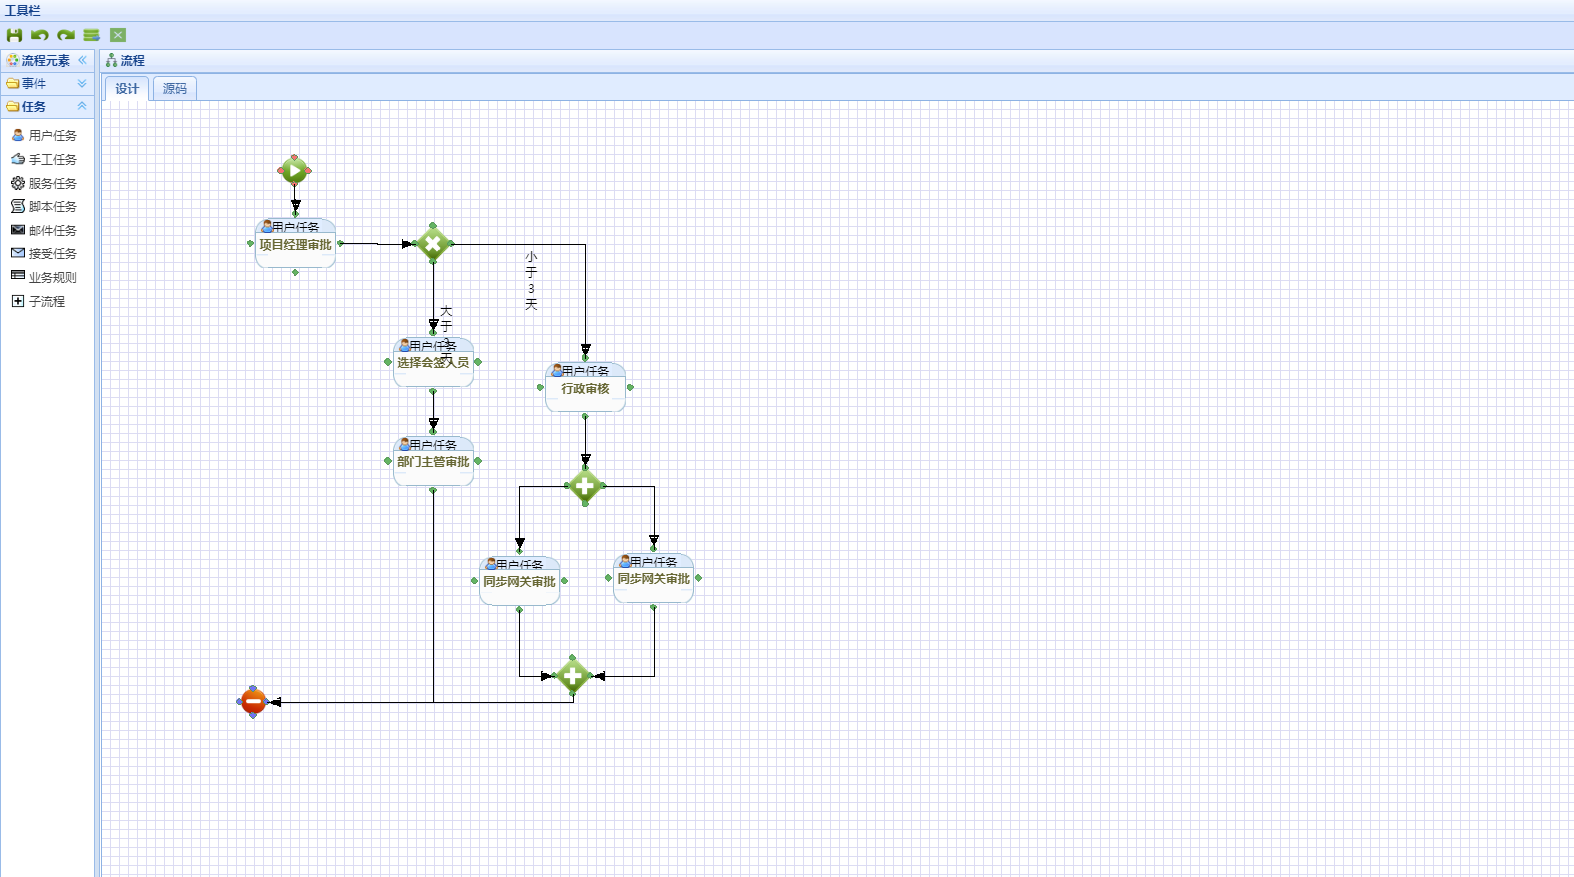 工具栏
流程元素
事件
任务
用户任务
手工任务
服务任务
脚本任务
邮件任务
接受任务
业务规则
子流程
流程
设计
源码
用户任务
项目经理审批
小
于
3
天
大
于
3
天
用户任务
选择会签人员
用户任务
行政审核
用户任务
部门主管审批
用户任务
同步网关审批
用户任务
同步网关审批